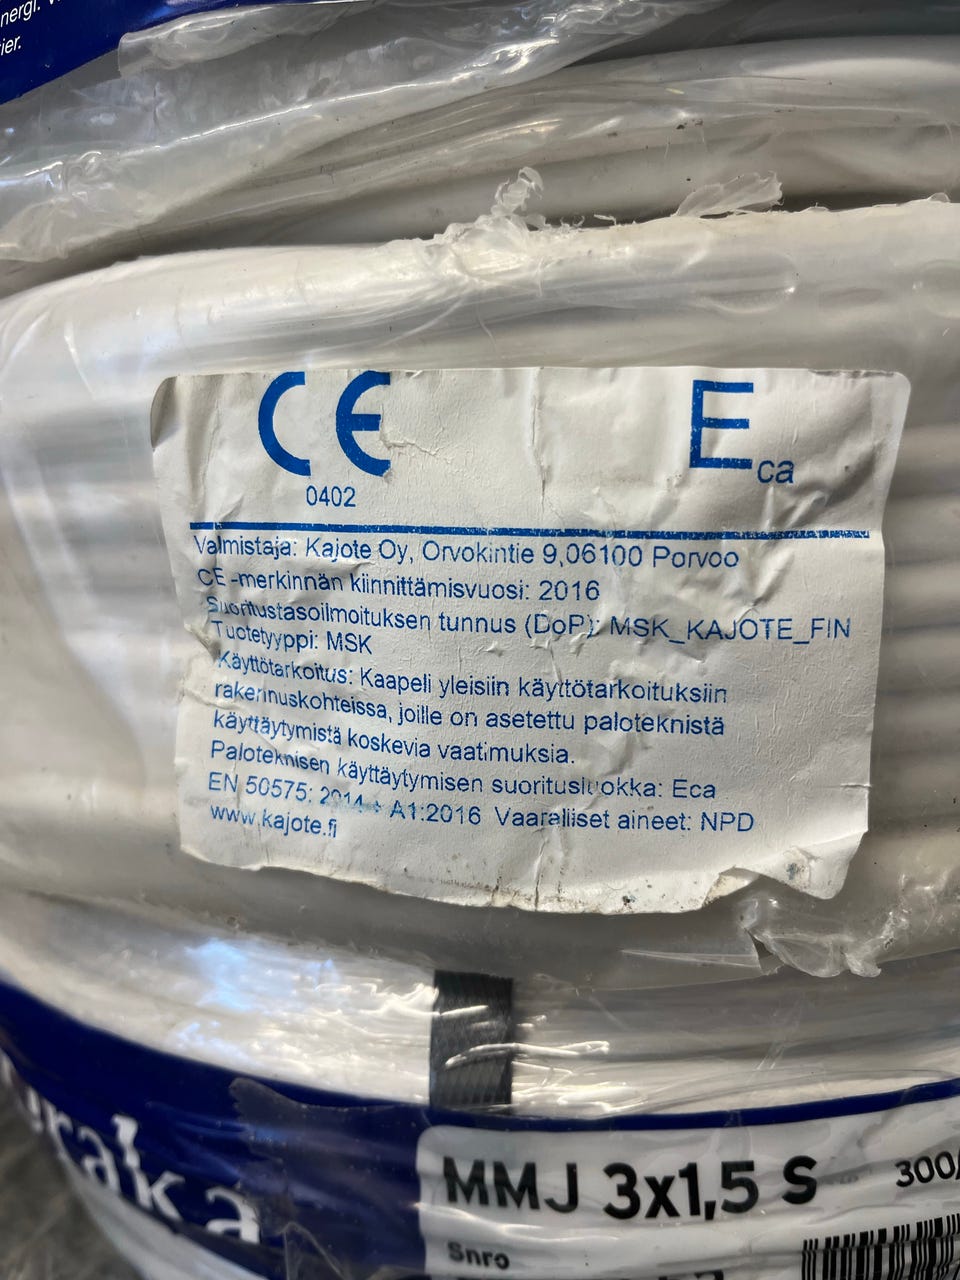 CE
0402
E
ca
Valmistaja: Kajote Oy, Orvokintie 9,06100 Porvoo
CE -merkinnän kiinnittämisvuosi: 2016
Suoritustasoilmoituksen tunnus (DoP): MSK_KAJOTE_FIN
Tuotetyyppi: MSK
Käyttötarkoitus: Kaapeli yleisiin käyttötarkoituksiin
rakennuskohteissa, joille on asetettu paloteknistä
käyttäytymistä koskevia vaatimuksia.
Paloteknisen käyttäytymisen suoritusluokka: Eca
EN 50575: 2014 + A1:2016 Vaaralliset aineet: NPD
www.kajote.fi
MMJ 3x1,5 S
300/
Snro